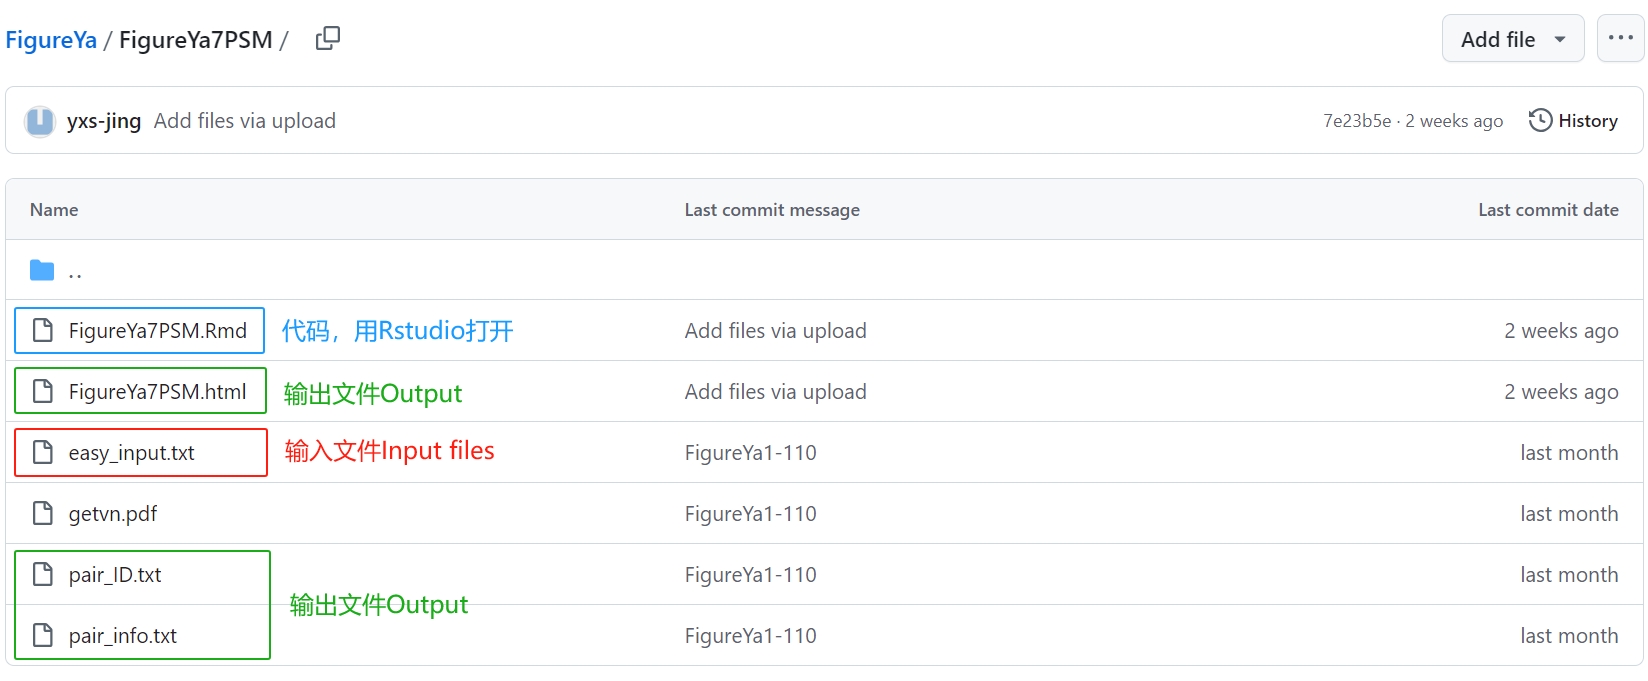 FigureYa / FigureYa7PSM /
Add file
yxs-jing Add files via upload 7e23b5e · 2 weeks ago History
Name Last commit message Last commit date
..
FigureYa7PSM.Rmd 代码，用Rstudio打开 Add files via upload 2 weeks ago
FigureYa7PSM.html 输出文件Output Add files via upload 2 weeks ago
easy_input.txt 输入文件Input files FigureYa1-110 last month
getvn.pdf FigureYa1-110 last month
pair_ID.txt FigureYa1-110 last month
输出文件Output
pair_info.txt FigureYa1-110 last month